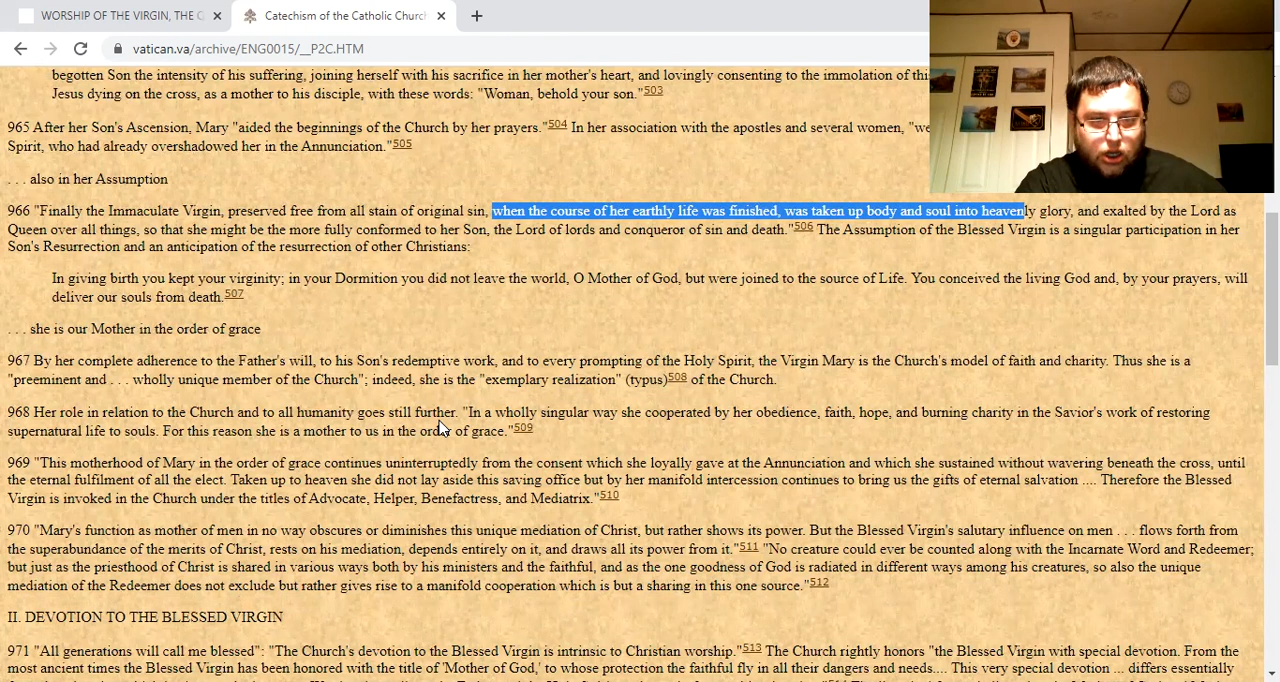 WORSHIP OF THE VIRGIN, THE
Catechism of the Catholic Churc
vatican.va/archive/ENG0015/__P2C.HTM
begotten Son the intensity of his suffering, joining herself with his sacrifice in her mother's heart, and lovingly consenting to the immolation of
Jesus dying on the cross, as a mother to his disciple, with these words: "Woman, behold your son."503
965 After her Son's Ascension, Mary "aided the beginnings of the Church by her prayers."504 In her association with the apostles and several women, "we
Spirit, who had already overshadowed her in the Annunciation."505
. . . also in her Assumption
966 "Finally the Immaculate Virgin, preserved free from all stain of original sin, when the course of her earthly life was finished, was taken up body and soul into heavenly glory, and exalted by the Lord as
Queen over all things, so that she might be the more fully conformed to her Son, the Lord of lords and conqueror of sin and death."506 The Assumption of the Blessed Virgin is a singular participation in her
Son's Resurrection and an anticipation of the resurrection of other Christians:
In giving birth you kept your virginity; in your Dormition you did not leave the world, O Mother of God, but were joined to the source of Life. You conceived the living God and, by your prayers, will
deliver our souls from death.507
. . . she is our Mother in the order of grace
967 By her complete adherence to the Father's will, to his Son's redemptive work, and to every prompting of the Holy Spirit, the Virgin Mary is the Church's model of faith and charity. Thus she is a
"preeminent and . . . wholly unique member of the Church"; indeed, she is the "exemplary realization" (typus)508 of the Church.
968 Her role in relation to the Church and to all humanity goes still further. "In a wholly singular way she cooperated by her obedience, faith, hope, and burning charity in the Savior's work of restoring
supernatural life to souls. For this reason she is a mother to us in the order of grace."509
969 "This motherhood of Mary in the order of grace continues uninterruptedly from the consent which she loyally gave at the Annunciation and which she sustained without wavering beneath the cross, until
the eternal fulfilment of all the elect. Taken up to heaven she did not lay aside this saving office but by her manifold intercession continues to bring us the gifts of eternal salvation .... Therefore the Blessed
Virgin is invoked in the Church under the titles of Advocate, Helper, Benefactress, and Mediatrix."510
970 "Mary's function as mother of men in no way obscures or diminishes this unique mediation of Christ, but rather shows its power. But the Blessed Virgin's salutary influence on men . . . flows forth from
the superabundance of the merits of Christ, rests on his mediation, depends entirely on it, and draws all its power from it."511 "No creature could ever be counted along with the Incarnate Word and Redeemer;
but just as the priesthood of Christ is shared in various ways both by his ministers and the faithful, and as the one goodness of God is radiated in different ways among his creatures, so also the unique
mediation of the Redeemer does not exclude but rather gives rise to a manifold cooperation which is but a sharing in this one source."512
II. DEVOTION TO THE BLESSED VIRGIN
971 "All generations will call me blessed": "The Church's devotion to the Blessed Virgin is intrinsic to Christian worship."513 The Church rightly honors "the Blessed Virgin with special devotion. From the
most ancient times the Blessed Virgin has been honored with the title of 'Mother of God,' to whose protection the faithful fly in all their dangers and needs.... This very special devotion ... differs essentially